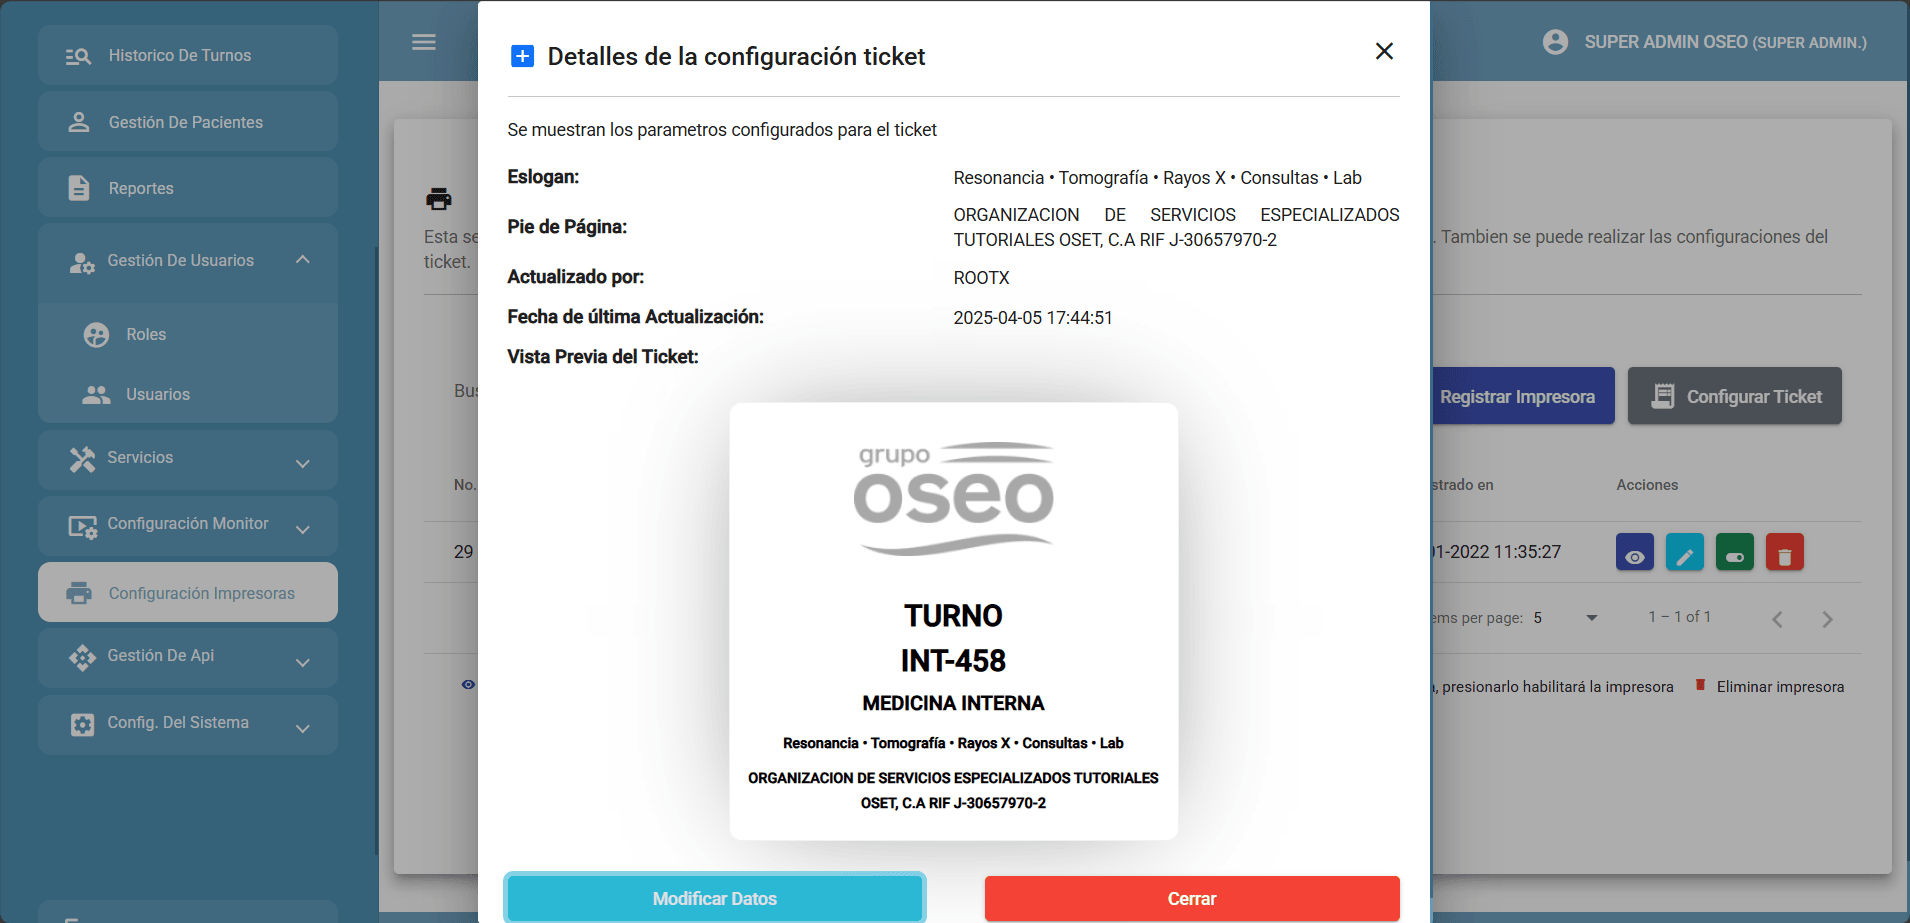 Historico De Turnos
Gestión De Pacientes
Reportes
Gestión De Usuarios
Roles
Usuarios
Servicios
Configuración Monitor
Configuración Impresoras
Gestión De Api
Config. Del Sistema
SUPER ADMIN OSEO (SUPER ADMIN.)
Esta se
ticket.
. Tambien se puede realizar las configuraciones del
Bus
Registrar Impresora
Configurar Ticket
No.
strado en
Acciones
29
01-2022 11:35:27
ems per page: 5
1 – 1 of 1
, presionarlo habilitará la impresora
Eliminar impresora
Detalles de la configuración ticket
Se muestran los parametros configurados para el ticket
Eslogan:
Resonancia • Tomografía • Rayos X • Consultas • Lab
Pie de Página:
ORGANIZACION DE SERVICIOS ESPECIALIZADOS
TUTORIALES OSET, C.A RIF J-30657970-2
Actualizado por:
ROOTX
Fecha de última Actualización:
2025-04-05 17:44:51
Vista Previa del Ticket:
grupo
oseo
TURNO
INT-458
MEDICINA INTERNA
Resonancia • Tomografía • Rayos X • Consultas • Lab
ORGANIZACION DE SERVICIOS ESPECIALIZADOS TUTORIALES
OSET, C.A RIF J-30657970-2
Modificar Datos
Cerrar